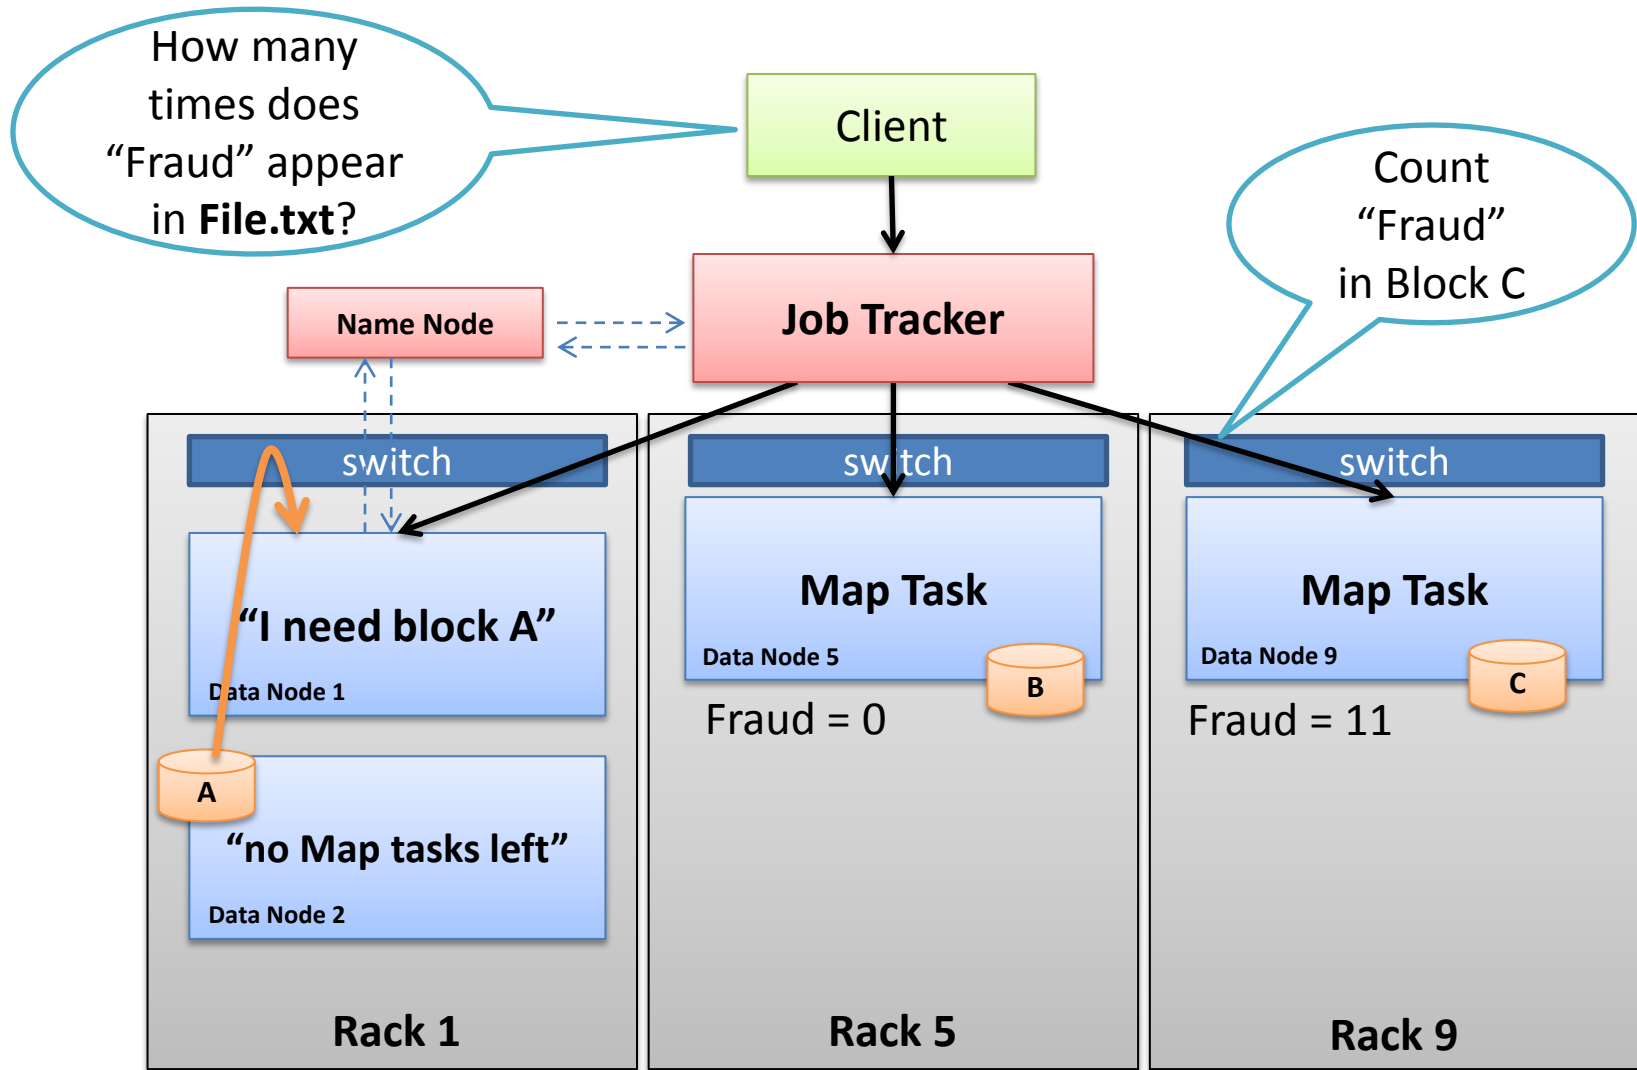 How many
times does
“Fraud” appear
in File.txt?
Client
Count
“Fraud”
in Block C
Name Node
Job Tracker
switch
switch
switch
“I need block A”
Data Node 1
Map Task
Data Node 5
B
Map Task
Data Node 9
C
Fraud = 0
Fraud = 11
A
“no Map tasks left”
Data Node 2
Rack 1
Rack 5
Rack 9